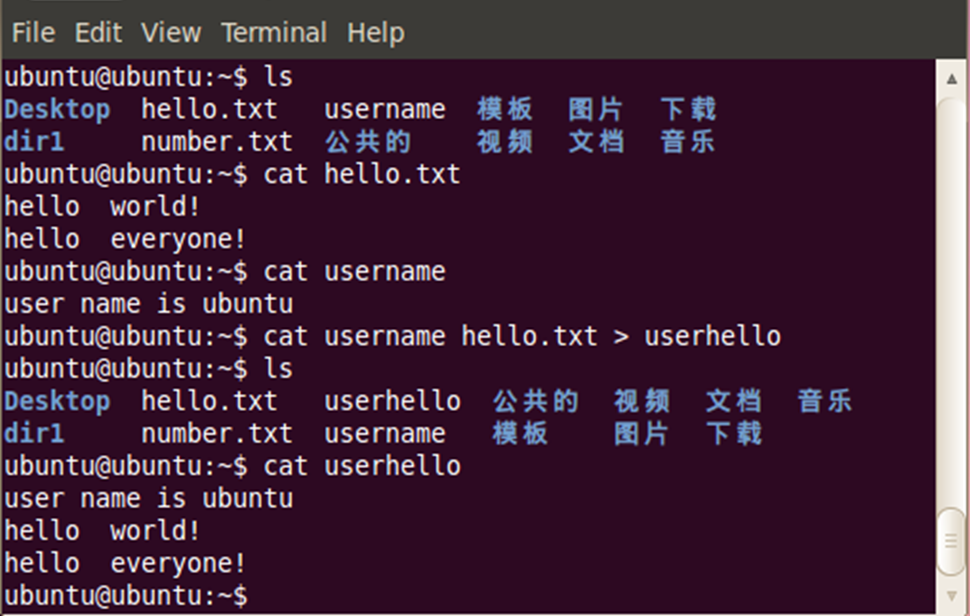 File Edit View Terminal Help
ubuntu@ubuntu:~$ ls
Desktop hello.txt username 模板 图片 下载
dir1 number.txt 公共的 视频 文档 音乐
ubuntu@ubuntu:~$ cat hello.txt
hello world!
hello everyone!
ubuntu@ubuntu:~$ cat username
user name is ubuntu
ubuntu@ubuntu:~$ cat username hello.txt > userhello
ubuntu@ubuntu:~$ ls
Desktop hello.txt userhello 公共的 视频 文档 音乐
dir1 number.txt username 模板 图片 下载
ubuntu@ubuntu:~$ cat userhello
user name is ubuntu
hello world!
hello everyone!
ubuntu@ubuntu:~$